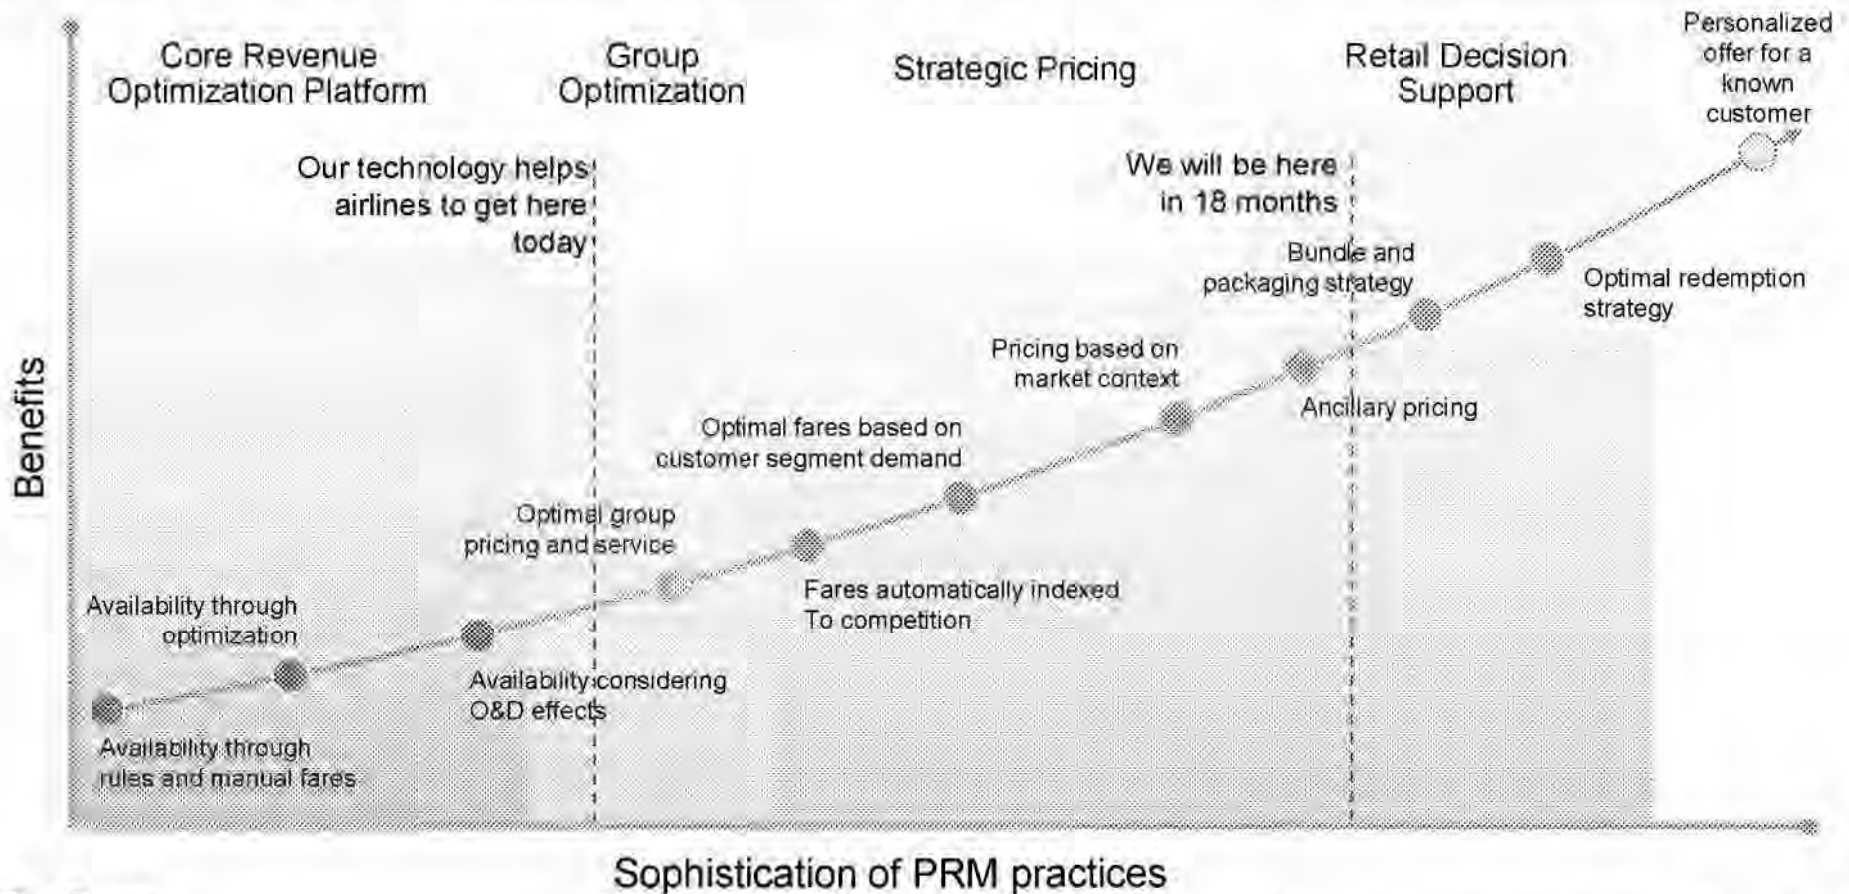 Core Revenue
Optimization Platform
Group
Optimization
Strategic Pricing
Retail Decision
Support
Personalized
offer for a
known
customer
Our technology helps
airlines to get here
today
We will be here
in 18 months
Bundle and
packaging strategy
Optimal redemption
strategy
Pricing based on
market context
Ancillary pricing
Optimal fares based on
customer segment demand
Optimal group
pricing and service
Fares automatically indexed
To competition
Availability through
optimization
Availability considering
O&D effects
Availability through
rules and manual fares
Benefits
Sophistication of PRM practices